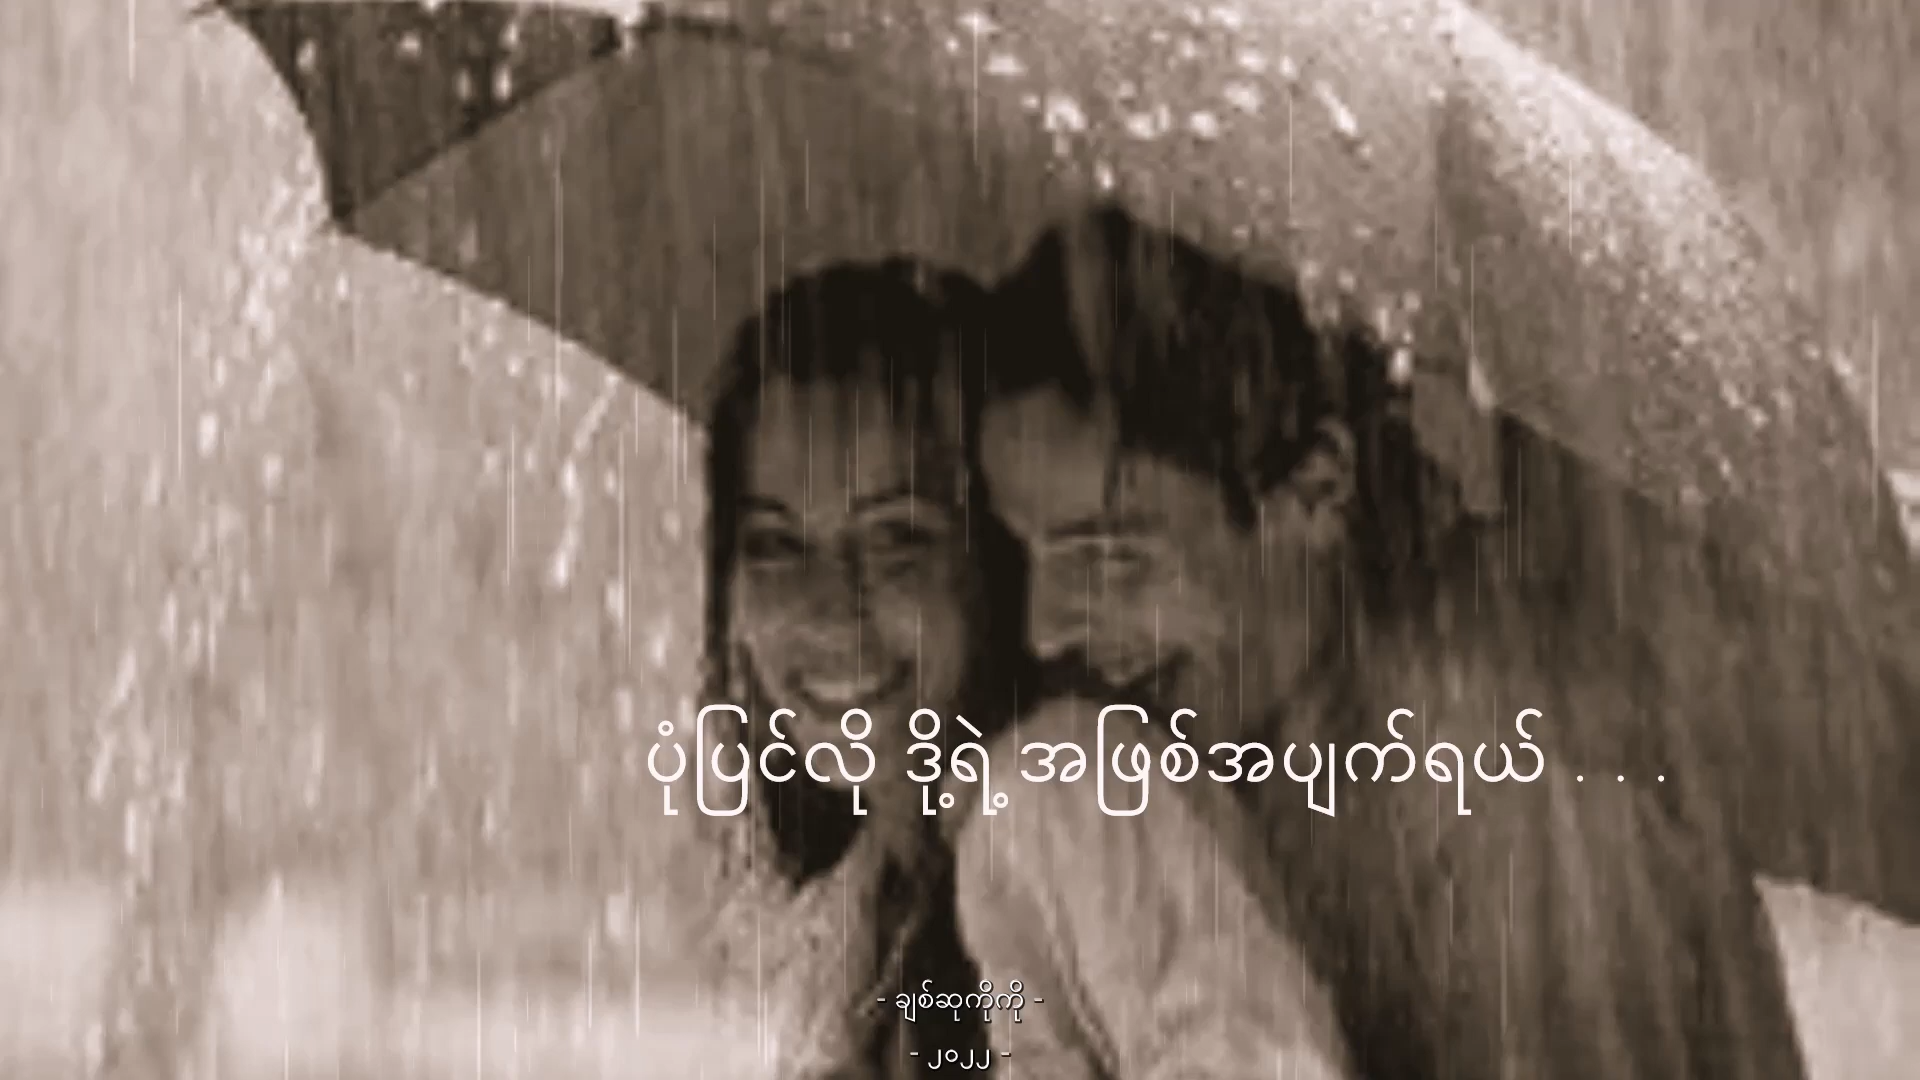 ပုံပြင်လို ဒို့ရဲ့အဖြစ်အပျက်ရယ် . . .
- ချစ်ဆုကိုကို -
- ၂၀၂၂ -